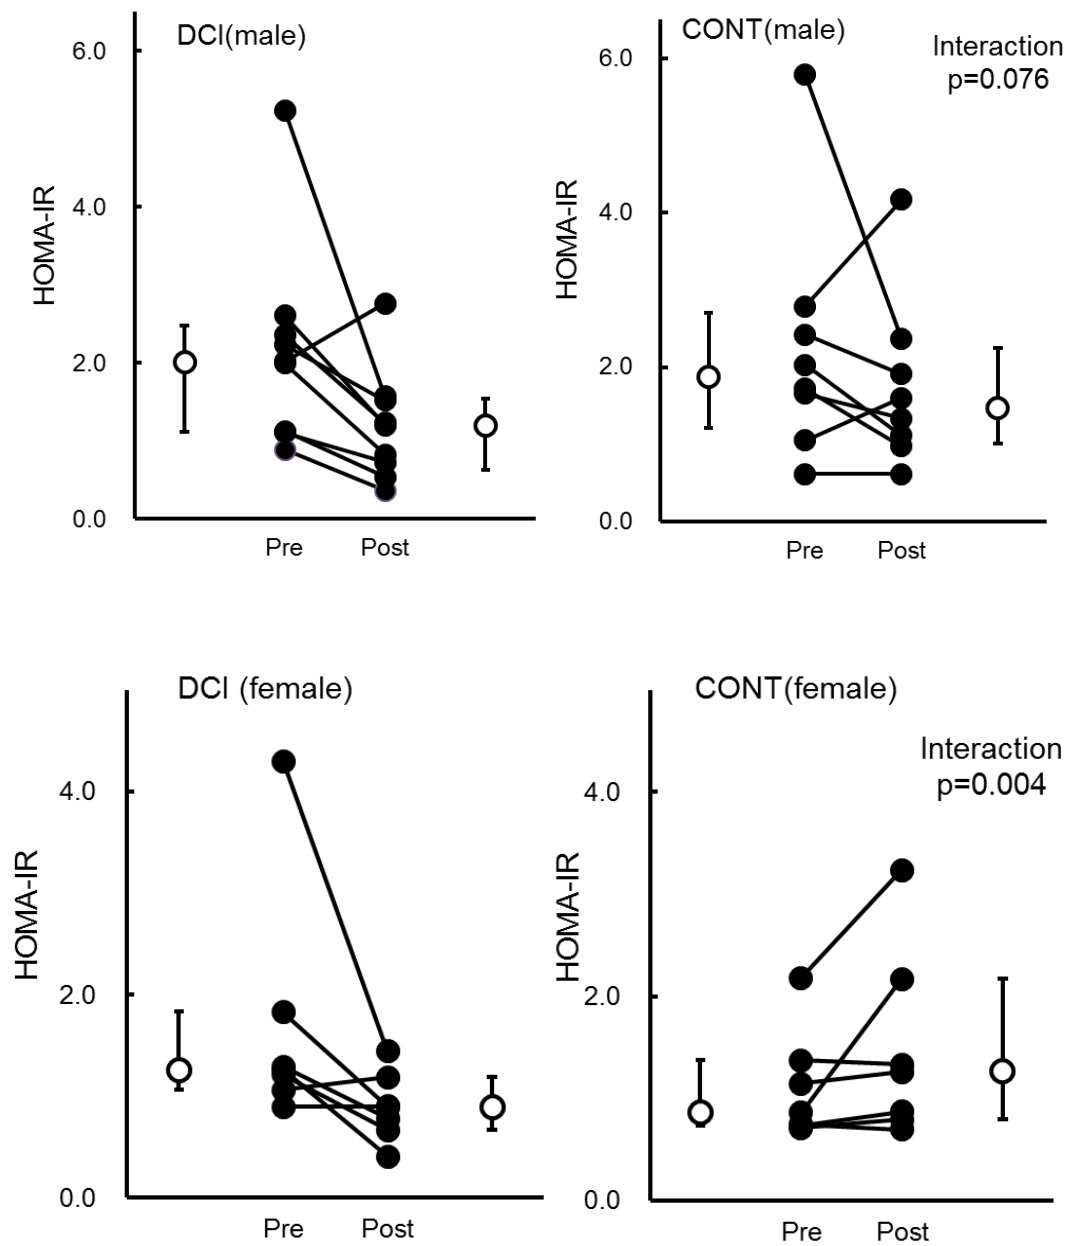 DCI(male)
6.0
4.0
2.0
0.0
HOMA-IR
Pre Post
CONT(male)
Interaction
p=0.076
6.0
4.0
2.0
0.0
HOMA-IR
Pre Post
DCI (female)
4.0
2.0
0.0
HOMA-IR
Pre Post
CONT(female)
Interaction
p=0.004
4.0
2.0
0.0
HOMA-IR
Pre Post